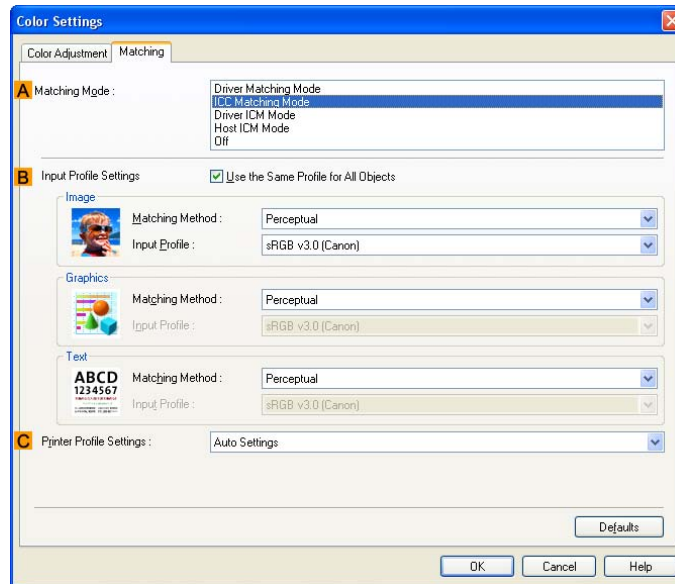 Color Settings
Color Adjustment Matching
A Matching Mode :
Driver Matching Mode
ICC Matching Mode
Driver ICM Mode
Host ICM Mode
Off
B Input Profile Settings Use the Same Profile for All Objects
Image
Matching Method : Perceptual
Input Profile : sRGB v3.0 (Canon)
Graphics
Matching Method : Perceptual
Input Profile : sRGB v3.0 (Canon)
Text
ABCD
1234567
Matching Method : Perceptual
Input Profile : sRGB v3.0 (Canon)
C Printer Profile Settings : Auto Settings
Defaults
OK Cancel Help